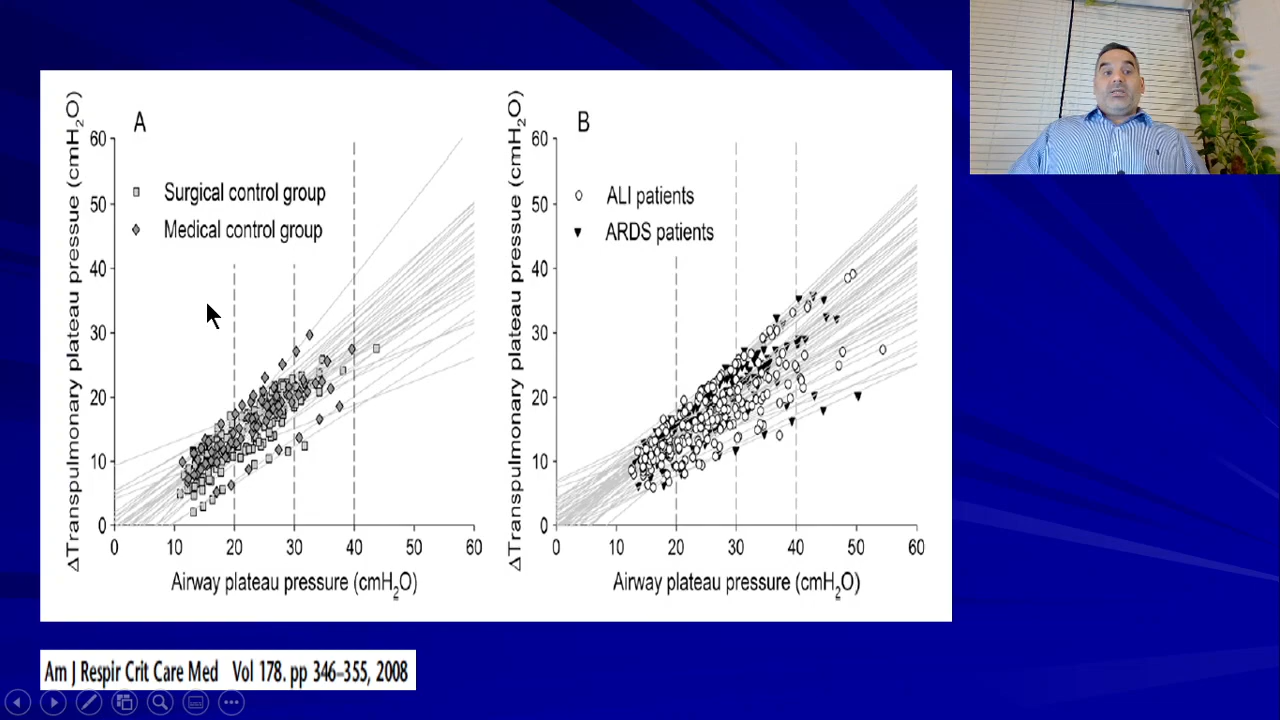 A
ΔTranspulmonary plateau pressue (cmH2O)
60
50
40
30
20
10
0
Surgical control group
Medical control group
0 10 20 30 40 50 60
Airway plateau pressure (cmH2O)
B
ΔTranspulmonary plateau pressure (cmH2O)
60
50
40
30
20
10
0
ALI patients
ARDS patients
0 10 20 30 40 50 60
Airway plateau pressure (cmH2O)
Am J Respir Crit Care Med Vol 178. pp 346–355, 2008